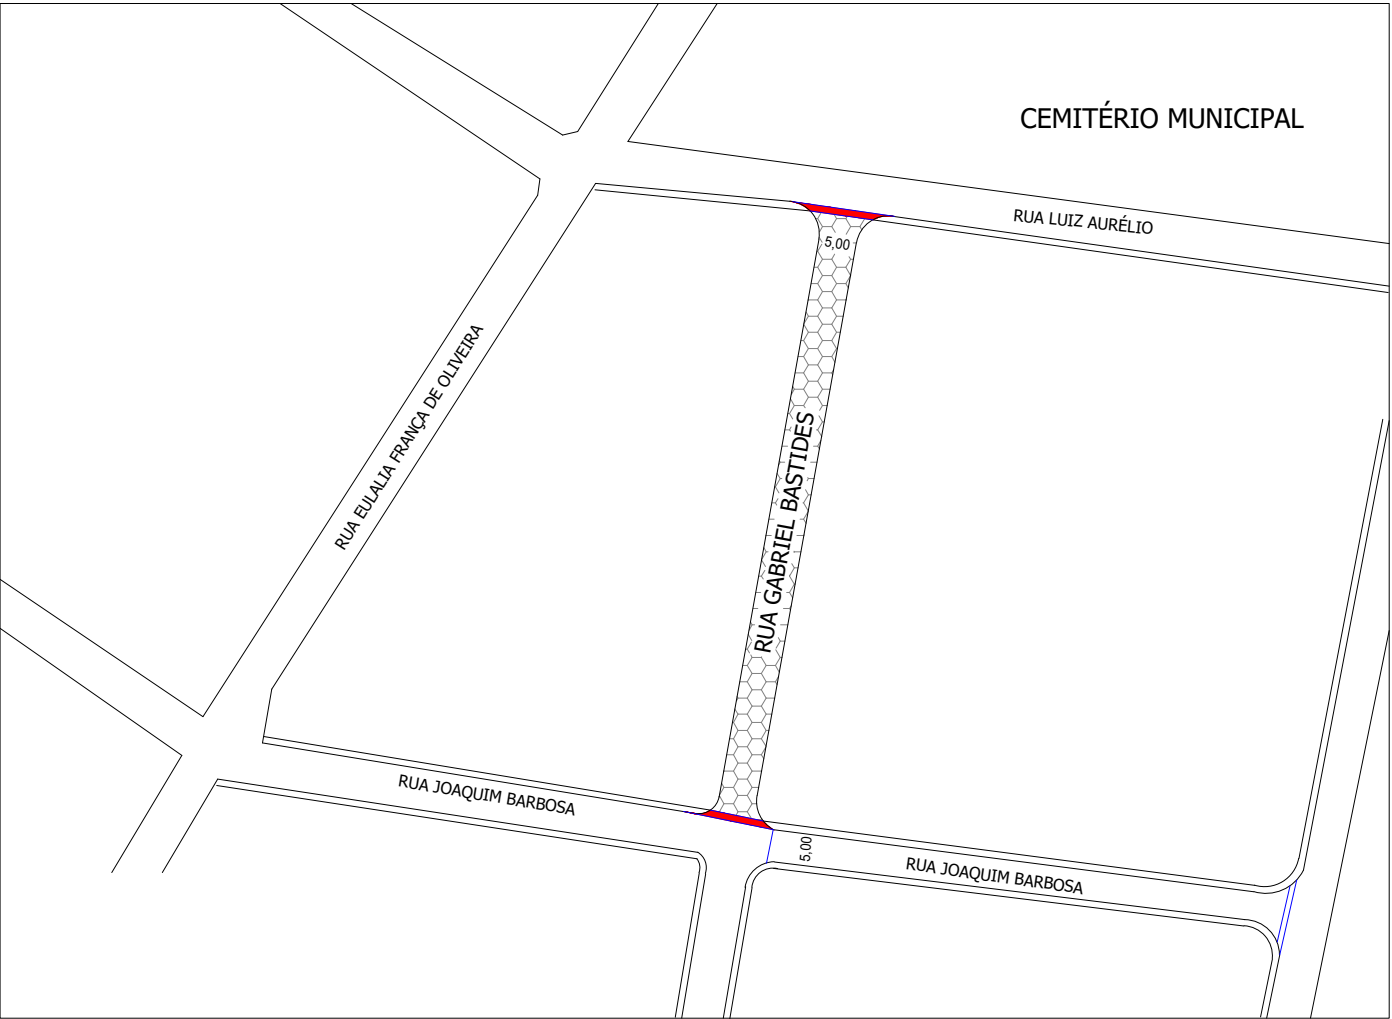 CEMITÉRIO MUNICIPAL
RUA LUIZ AURÉLIO
5,00
RUA EULALIA FRANÇA DE OLIVEIRA
RUA GABRIEL BASTIDES
RUA JOAQUIM BARBOSA
5,00
RUA JOAQUIM BARBOSA